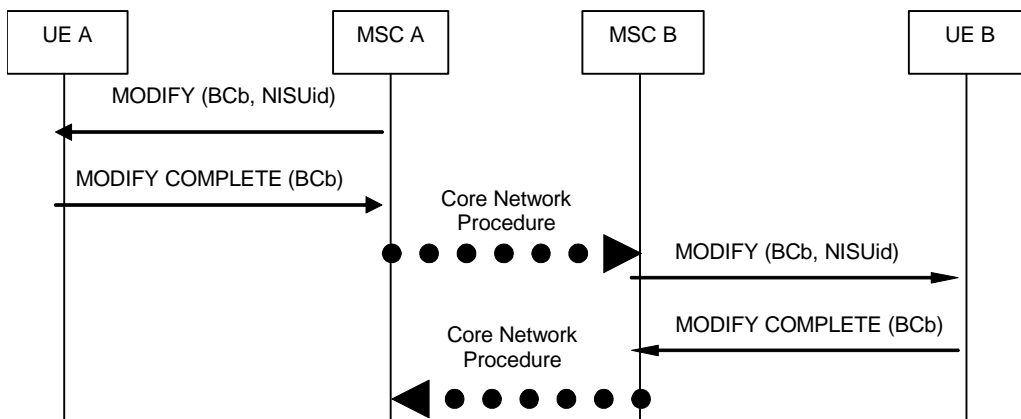 UE A
MSC A
MSC B
UE B
MODIFY (BCb, NISUid)
MODIFY COMPLETE (BCb)
Core Network
Procedure
MODIFY (BCb, NISUid)
MODIFY COMPLETE (BCb)
Core Network
Procedure